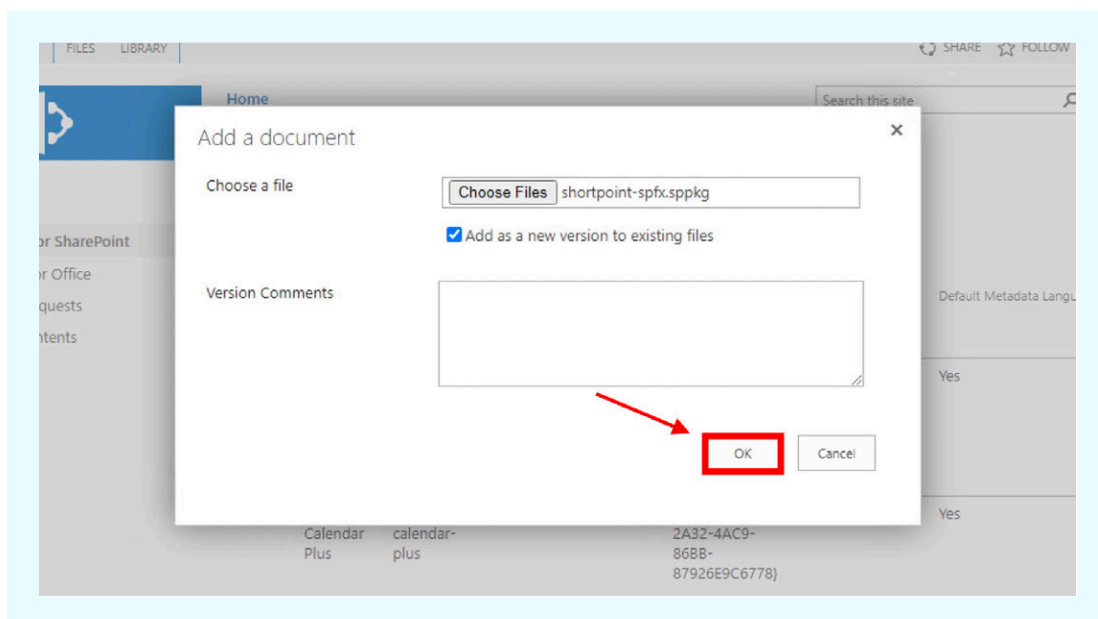 FILES LIBRARY SHARE FOLLOW
Home Search this site
Add a document
Choose a file Choose Files shortpoint-spfx.sppkg
Add as a new version to existing files
or SharePoint
or Office
Version Comments
quests
ntents
Default Metadata Langu
Yes
OK Cancel
Yes
Calendar calendar- 2A32-4AC9-
Plus plus 86BB-
87926E9C6778}